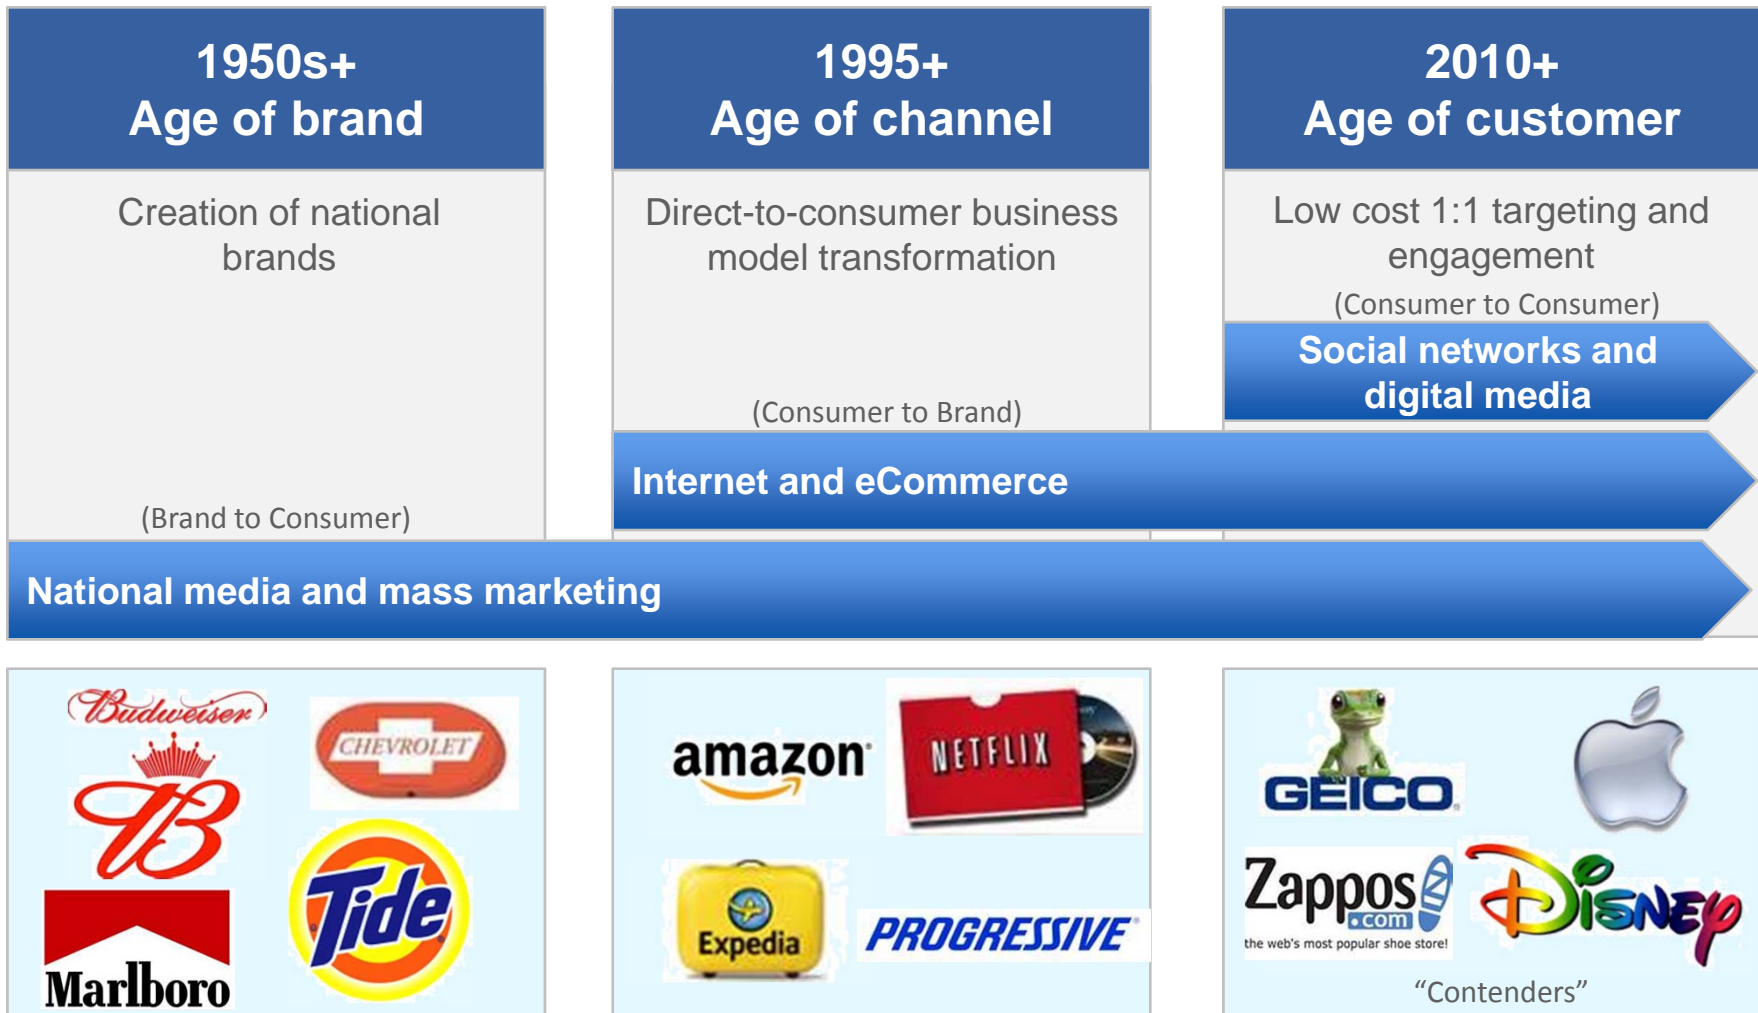 1950s+
Age of brand
Creation of national
brands
(Brand to Consumer)
1995+
Age of channel
Direct-to-consumer business
model transformation
(Consumer to Brand)
2010+
Age of customer
Low cost 1:1 targeting and
engagement
(Consumer to Consumer)
Social networks and
digital media
Internet and eCommerce
National media and mass marketing
Budweiser
B
CHEVROLET
Marlboro
Tide
amazon
NETFLIX
Expedia
PROGRESSIVE
GEICO
Zappos
.com
the web's most popular shoe store!
DISNEY
“Contenders”